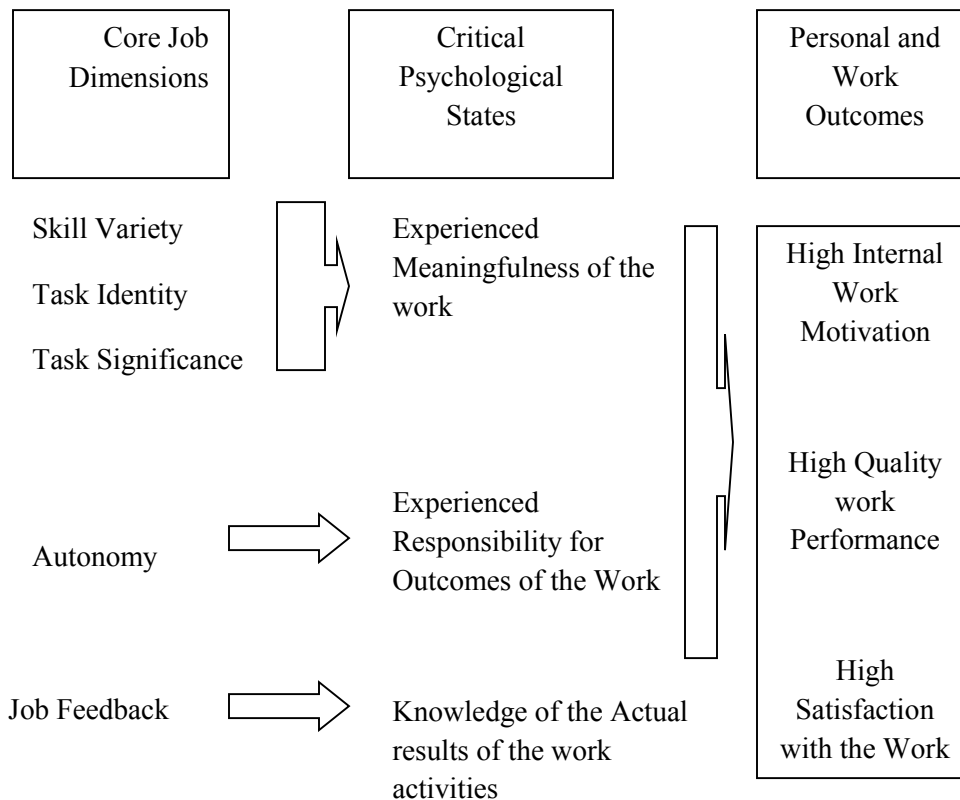 Core Job
Dimensions
Critical
Psychological
States
Personal and
Work
Outcomes
Skill Variety
Task Identity
Task Significance
Experienced
Meaningfulness of the
work
High Internal
Work
Motivation
Autonomy
Experienced
Responsibility for
Outcomes of the Work
High Quality
work
Performance
Job Feedback
Knowledge of the Actual
results of the work
activities
High
Satisfaction
with the Work